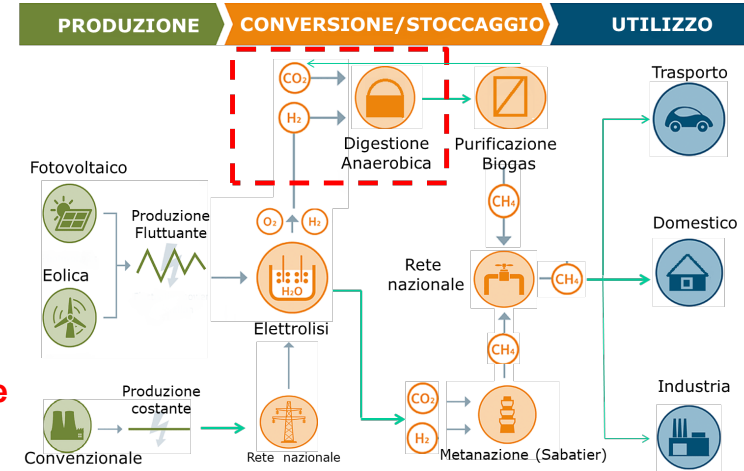 PRODUZIONE
CONVERSIONE/STOCCAGGIO
UTILIZZO
CO₂
H₂
Digestione
Anaerobica
Purificazione
Biogas
Trasporto
Fotovoltaico
Produzione
Fluttuante
O₂
H₂
CH₄
Eolica
H₂O
Elettrolisi
Rete
nazionale
CH₄
Domestico
CH₄
e
Produzione
costante
Convenzionale
Rete nazionale
CO₂
H₂
Metanazione (Sabatier)
Industria